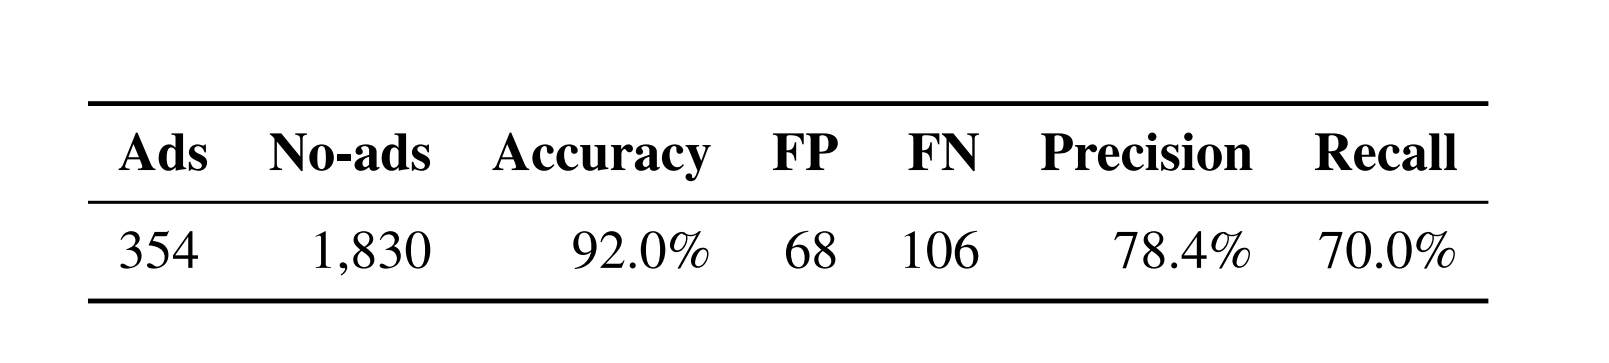 Ads No-ads Accuracy FP FN Precision Recall
354 1,830 92.0% 68 106 78.4% 70.0%